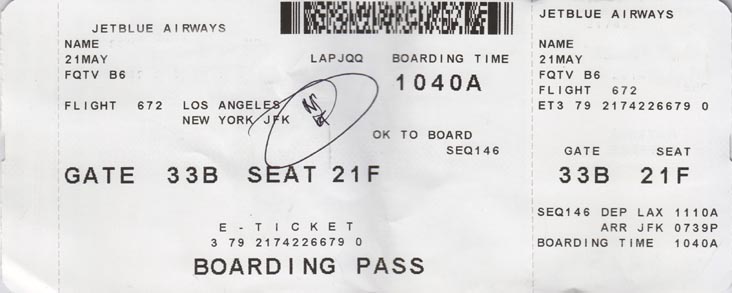 JETBLUE AIRWAYS
NAME
21MAY
FQTV B6
LAPJQQ BOARDING TIME
1040A
FLIGHT 672 LOS ANGELES
NEW YORK JFK
OK TO BOARD
SEQ146
GATE 33B SEAT 21F
E-TICKET
3 79 2174226679 0
BOARDING PASS
JETBLUE AIRWAYS
NAME
21MAY
FQTV B6
FLIGHT 672
ET3 79 2174226679 0
GATE SEAT
33B 21F
SEQ146 DEP LAX 1110A
ARR JFK 0739P
BOARDING TIME 1040A